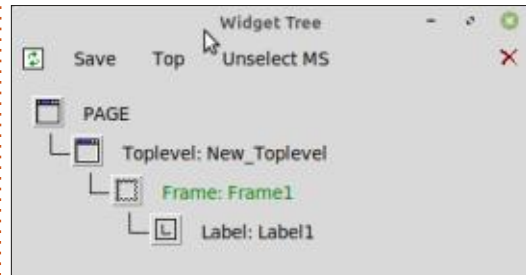 Widget Tree
Save Top Unselect MS
PAGE
Toplevel: New_Toplevel
Frame: Frame1
Label: Label1